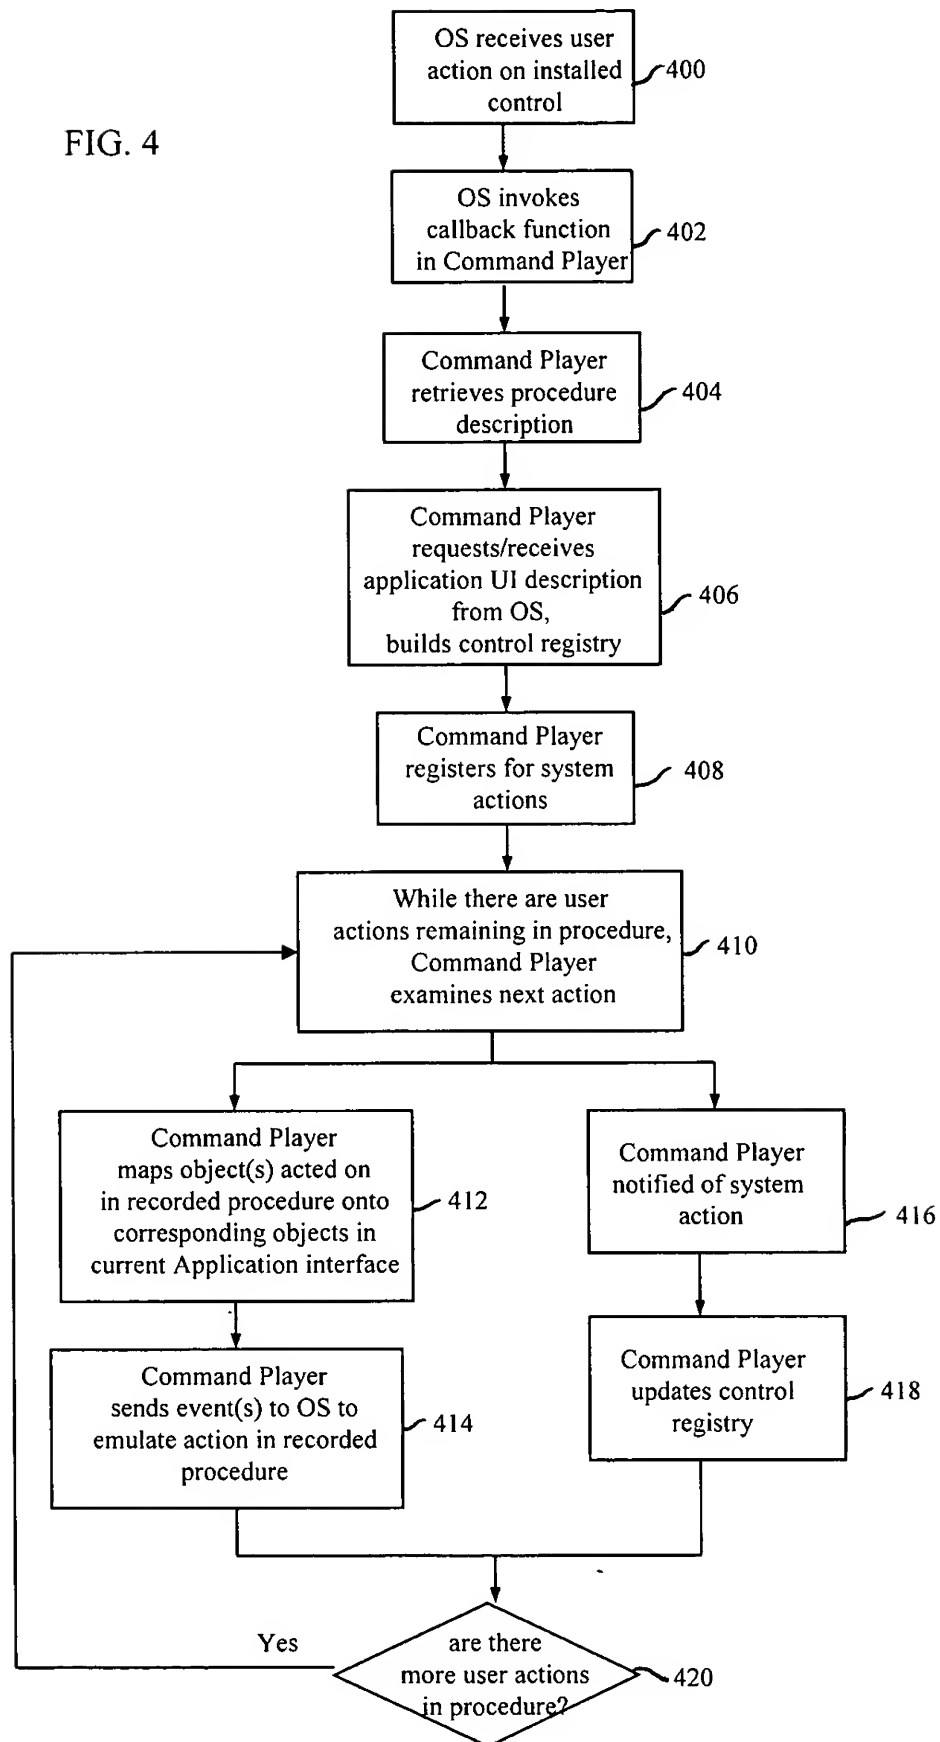 FIG. 4
OS receives user
action on installed
control
400
OS invokes
callback function
in Command Player
402
Command Player
retrieves procedure
description
404
Command Player
requests/receives
application UI description
from OS,
builds control registry
406
Command Player
registers for system
actions
408
While there are user
actions remaining in procedure,
Command Player
examines next action
410
Command Player
maps object(s) acted on
in recorded procedure onto
corresponding objects in
current Application interface
412
Command Player
sends event(s) to OS to
emulate action in recorded
procedure
414
Command Player
notified of system
action
416
Command Player
updates control
registry
418
Yes
are there
more user actions
in procedure?
420